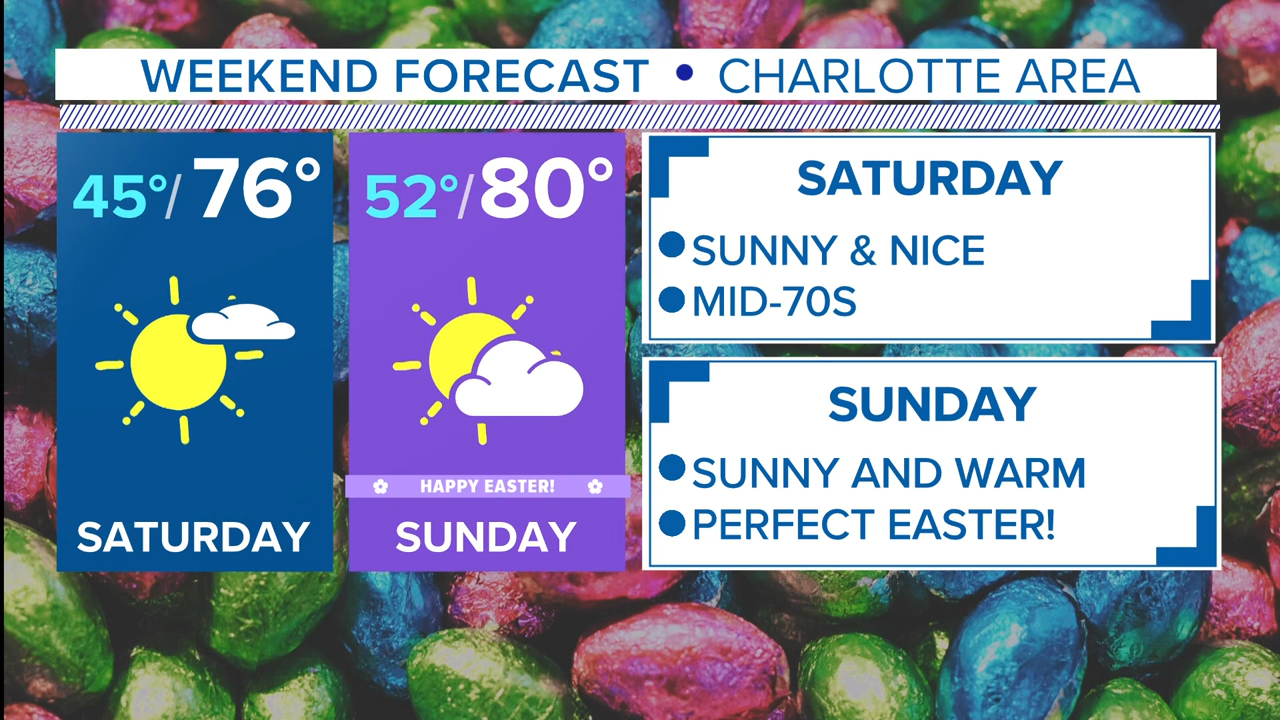 WEEKEND FORECAST • CHARLOTTE AREA
45°/76°
SATURDAY
52°/80°
HAPPY EASTER!
SUNDAY
SATURDAY
SUNNY & NICE
MID-70S
SUNDAY
SUNNY AND WARM
PERFECT EASTER!